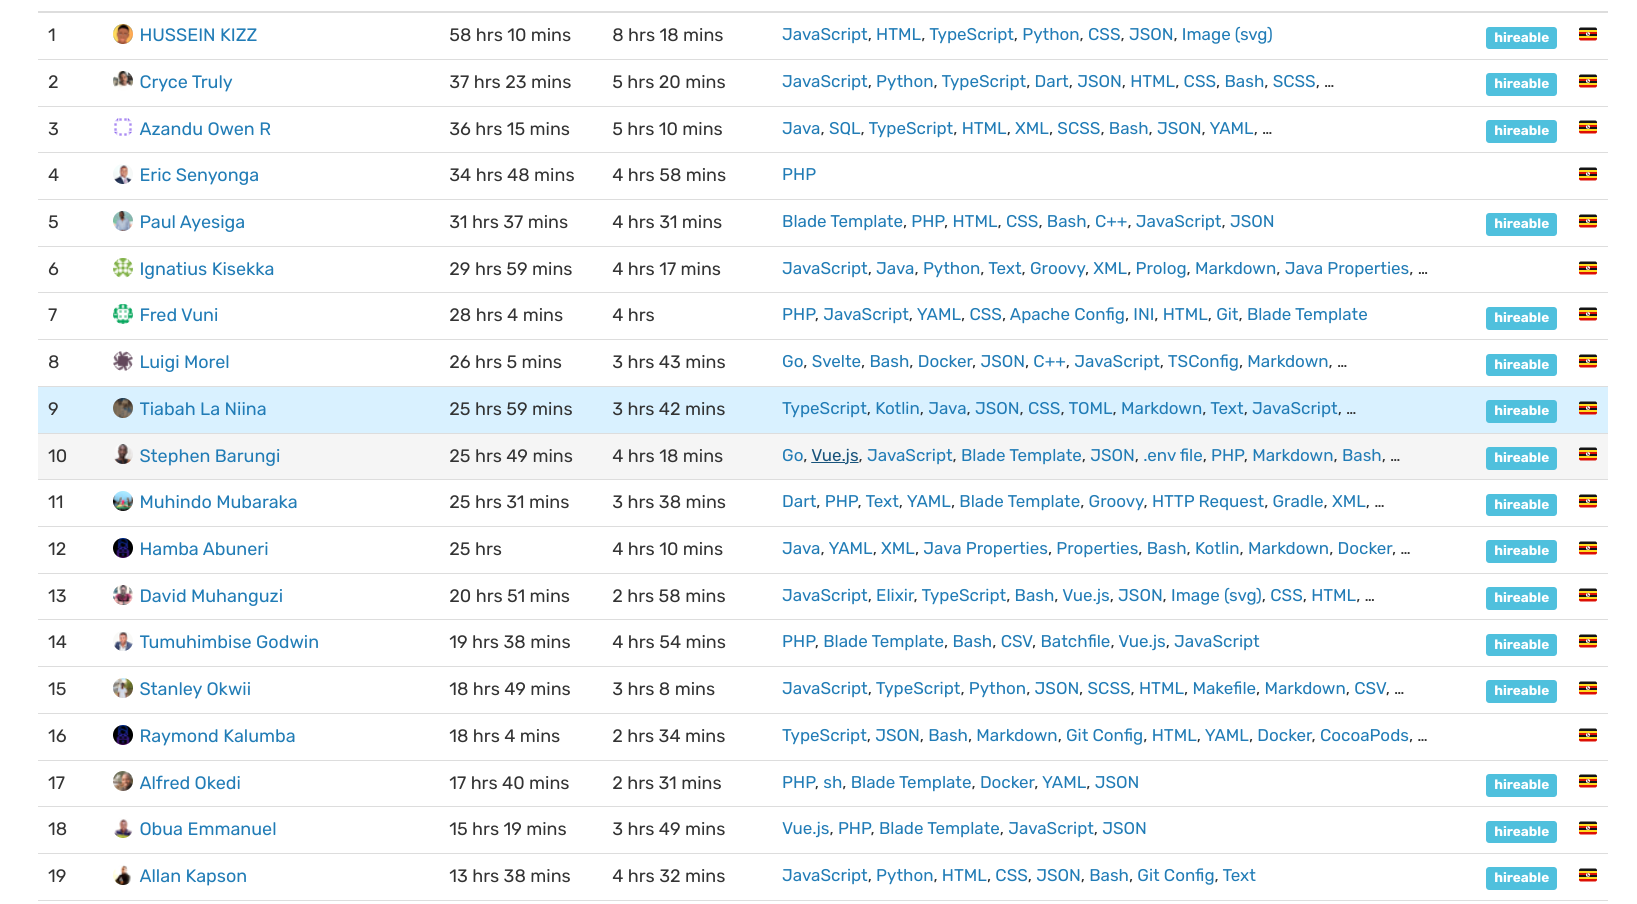 1 HUSSEIN KIZZ 58 hrs 10 mins 8 hrs 18 mins JavaScript, HTML, TypeScript, Python, CSS, JSON, Image (svg) hireable
2 Cryce Truly 37 hrs 23 mins 5 hrs 20 mins JavaScript, Python, TypeScript, Dart, JSON, HTML, CSS, Bash, SCSS, … hireable
3 Azandu Owen R 36 hrs 15 mins 5 hrs 10 mins Java, SQL, TypeScript, HTML, XML, SCSS, Bash, JSON, YAML, … hireable
4 Eric Senyonga 34 hrs 48 mins 4 hrs 58 mins PHP
5 Paul Ayesiga 31 hrs 37 mins 4 hrs 31 mins Blade Template, PHP, HTML, CSS, Bash, C++, JavaScript, JSON hireable
6 Ignatius Kisekka 29 hrs 59 mins 4 hrs 17 mins JavaScript, Java, Python, Text, Groovy, XML, Prolog, Markdown, Java Properties, …
7 Fred Vuni 28 hrs 4 mins 4 hrs PHP, JavaScript, YAML, CSS, Apache Config, INI, HTML, Git, Blade Template hireable
8 Luigi Morel 26 hrs 5 mins 3 hrs 43 mins Go, Svelte, Bash, Docker, JSON, C++, JavaScript, TSConfig, Markdown, … hireable
9 Tiabah La Niina 25 hrs 59 mins 3 hrs 42 mins TypeScript, Kotlin, Java, JSON, CSS, TOML, Markdown, Text, JavaScript, … hireable
10 Stephen Barungi 25 hrs 49 mins 4 hrs 18 mins Go, Vue.js, JavaScript, Blade Template, JSON, .env file, PHP, Markdown, Bash, … hireable
11 Muhindo Mubaraka 25 hrs 31 mins 3 hrs 38 mins Dart, PHP, Text, YAML, Blade Template, Groovy, HTTP Request, Gradle, XML, … hireable
12 Hamba Abuneri 25 hrs 4 hrs 10 mins Java, YAML, XML, Java Properties, Properties, Bash, Kotlin, Markdown, Docker, … hireable
13 David Muhanguzi 20 hrs 51 mins 2 hrs 58 mins JavaScript, Elixir, TypeScript, Bash, Vue.js, JSON, Image (svg), CSS, HTML, … hireable
14 Tumuhimbise Godwin 19 hrs 38 mins 4 hrs 54 mins PHP, Blade Template, Bash, CSV, Batchfile, Vue.js, JavaScript hireable
15 Stanley Okwii 18 hrs 49 mins 3 hrs 8 mins JavaScript, TypeScript, Python, JSON, SCSS, HTML, Makefile, Markdown, CSV, … hireable
16 Raymond Kalumba 18 hrs 4 mins 2 hrs 34 mins TypeScript, JSON, Bash, Markdown, Git Config, HTML, YAML, Docker, CocoaPods, …
17 Alfred Okedi 17 hrs 40 mins 2 hrs 31 mins PHP, sh, Blade Template, Docker, YAML, JSON hireable
18 Obua Emmanuel 15 hrs 19 mins 3 hrs 49 mins Vue.js, PHP, Blade Template, JavaScript, JSON hireable
19 Allan Kapson 13 hrs 38 mins 4 hrs 32 mins JavaScript, Python, HTML, CSS, JSON, Bash, Git Config, Text hireable